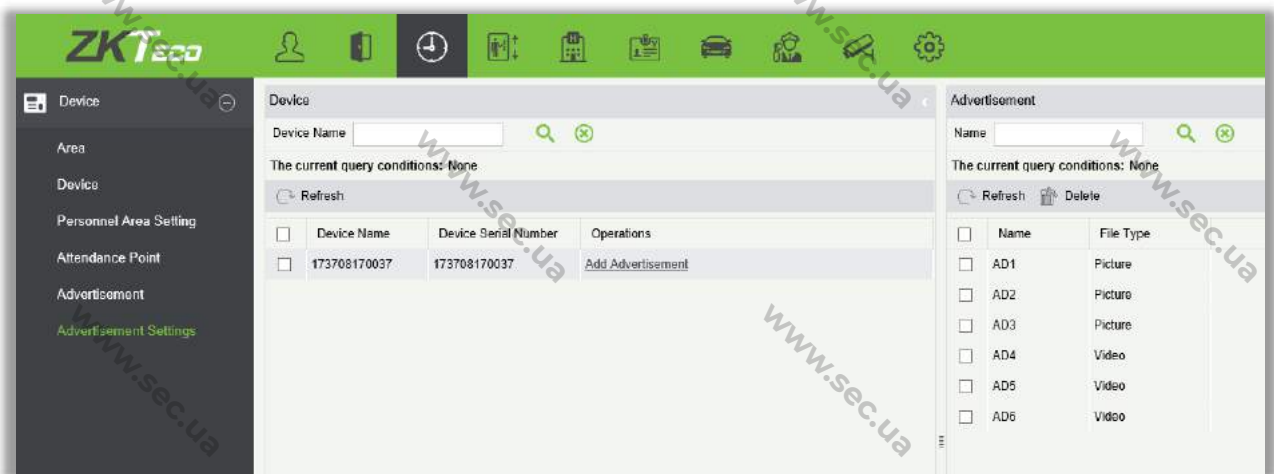 ZKTeco
Device
Area
Device
Personnel Area Setting
Attendance Point
Advertisement
Advertisement Settings
Device
Device Name
The current query conditions: None
Refresh
Device Name Device Serial Number Operations
173708170037 173708170037 Add Advertisement
Advertisement
Name
The current query conditions: None
Refresh Delete
Name File Type
AD1 Picture
AD2 Picture
AD3 Picture
AD4 Video
AD5 Video
AD6 Video
www.sec.ua
www.sec.ua
www.sec.ua
www.sec.ua
www.sec.ua
www.sec.ua